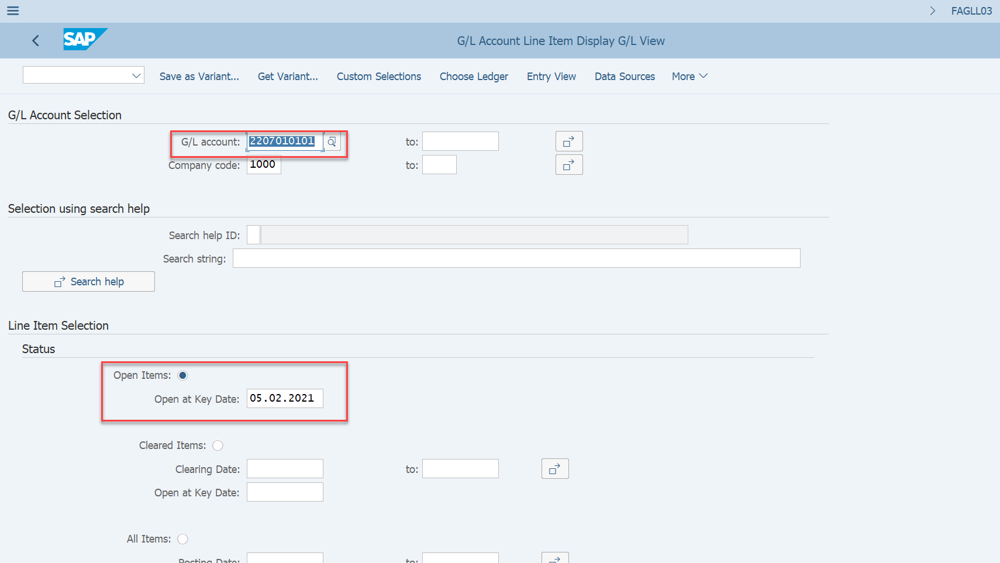 FAGLL03
SAP
G/L Account Line Item Display G/L View
Save as Variant... Get Variant... Custom Selections Choose Ledger Entry View Data Sources More
G/L Account Selection
G/L account: 2207010101 to:
Company code: 1000 to:
Selection using search help
Search help ID:
Search string:
Search help
Line Item Selection
Status
Open Items:
Open at Key Date: 05.02.2021
Cleared Items:
Clearing Date: to:
Open at Key Date:
All Items:
Posting Date: to: